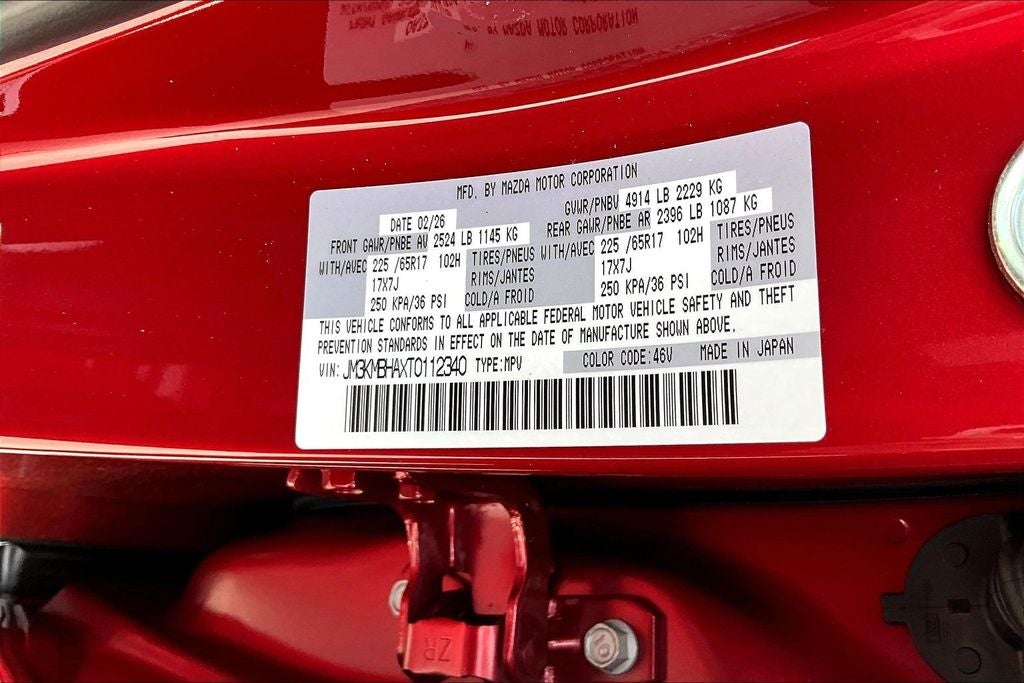 MFD. BY MAZDA MOTOR CORPORATION
DATE 02/26 GVWR/PNBV 4914 LB 2229 KG
FRONT GAWR/PNBE AV 2524 LB 1145 KG REAR GAWR/PNBE AR 2396 LB 1087 KG
WITH/AVEC 225 /65R17 102H TIRES/PNEUS WITH/AVEC 225 /65R17 102H TIRES/PNEUS
17X7J RIMS/JANTES 17X7J RIMS/JANTES
250 KPA/36 PSI COLD/A FROID 250 KPA/36 PSI COLD/A FROID
THIS VEHICLE CONFORMS TO ALL APPLICABLE FEDERAL MOTOR VEHICLE SAFETY AND THEFT
PREVENTION STANDARDS IN EFFECT ON THE DATE OF MANUFACTURE SHOWN ABOVE.
VIN: JM3KMBHAXT0112340 TYPE:MPV COLOR CODE:46V MADE IN JAPAN
ZR